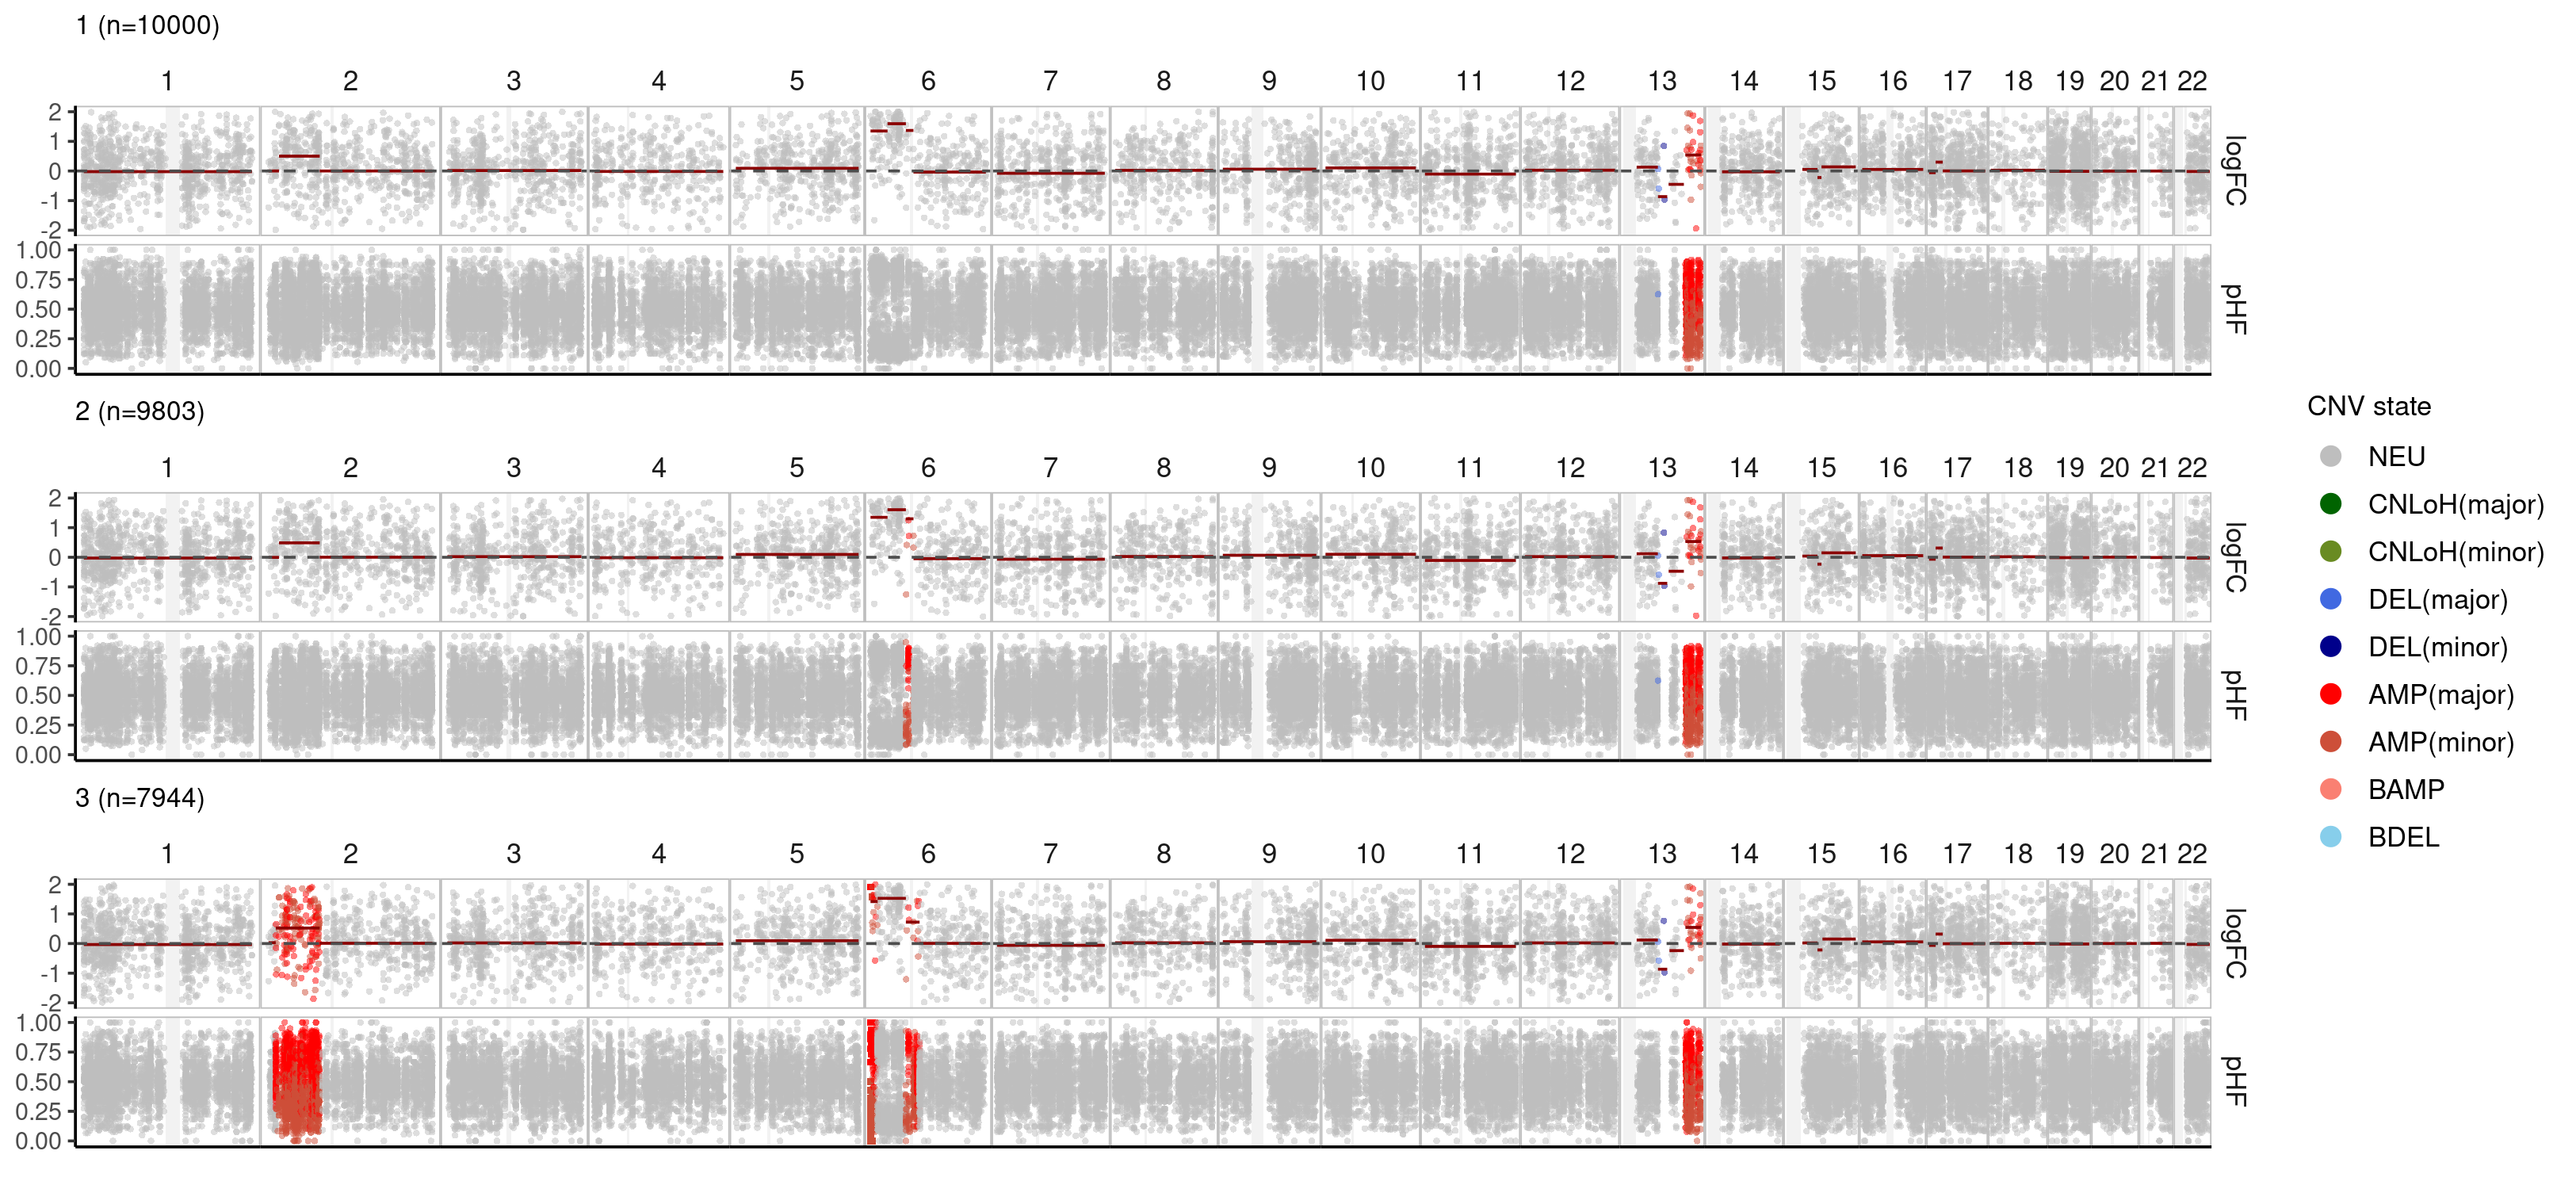 1 (n=10000)
1 2 3 4 5 6 7 8 9 10 11 12 13 14 15 16 17 18 19 20 21 22
2
1
0
-1
-2
logFC
1.00
0.75
0.50
0.25
0.00
pHF
2 (n=9803)
1 2 3 4 5 6 7 8 9 10 11 12 13 14 15 16 17 18 19 20 21 22
2
1
0
-1
-2
logFC
1.00
0.75
0.50
0.25
0.00
pHF
3 (n=7944)
1 2 3 4 5 6 7 8 9 10 11 12 13 14 15 16 17 18 19 20 21 22
2
1
0
-1
-2
logFC
1.00
0.75
0.50
0.25
0.00
pHF
CNV state
NEU
CNLoH(major)
CNLoH(minor)
DEL(major)
DEL(minor)
AMP(major)
AMP(minor)
BAMP
BDEL